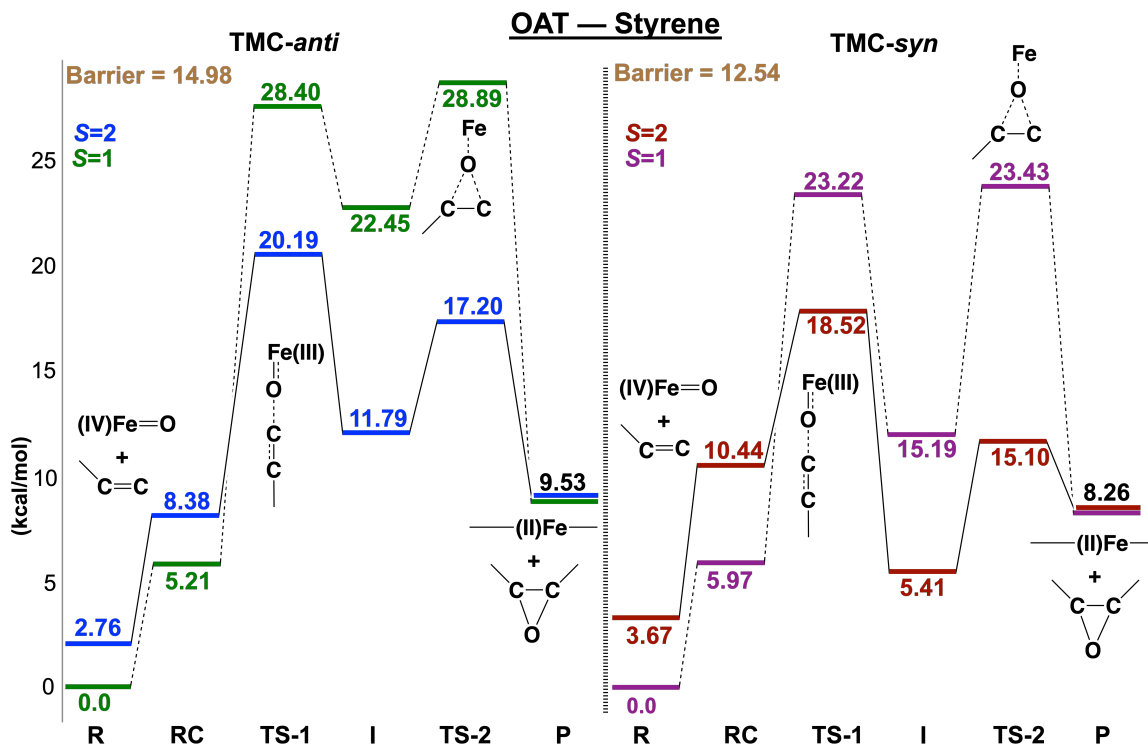 OAT — Styrene
TMC-anti
Barrier = 14.98
S=2
S=1
28.40
28.89
22.45
20.19
17.20
11.79
8.38
5.21
2.76
0.0
9.53
Fe
O
C—C
Fe(III)
O
C
C
(IV)Fe=O
+
C=C
(II)Fe
+
C—C
O
(kcal/mol)
25
20
15
10
5
0
R RC TS-1 I TS-2 P
TMC-syn
Barrier = 12.54
S=2
S=1
Fe
O
C—C
23.22
23.43
18.52
15.19
15.10
10.44
5.97
5.41
3.67
0.0
8.26
Fe(III)
O
C
C
(IV)Fe=O
+
C=C
(II)Fe
+
C—C
O
R RC TS-1 I TS-2 P